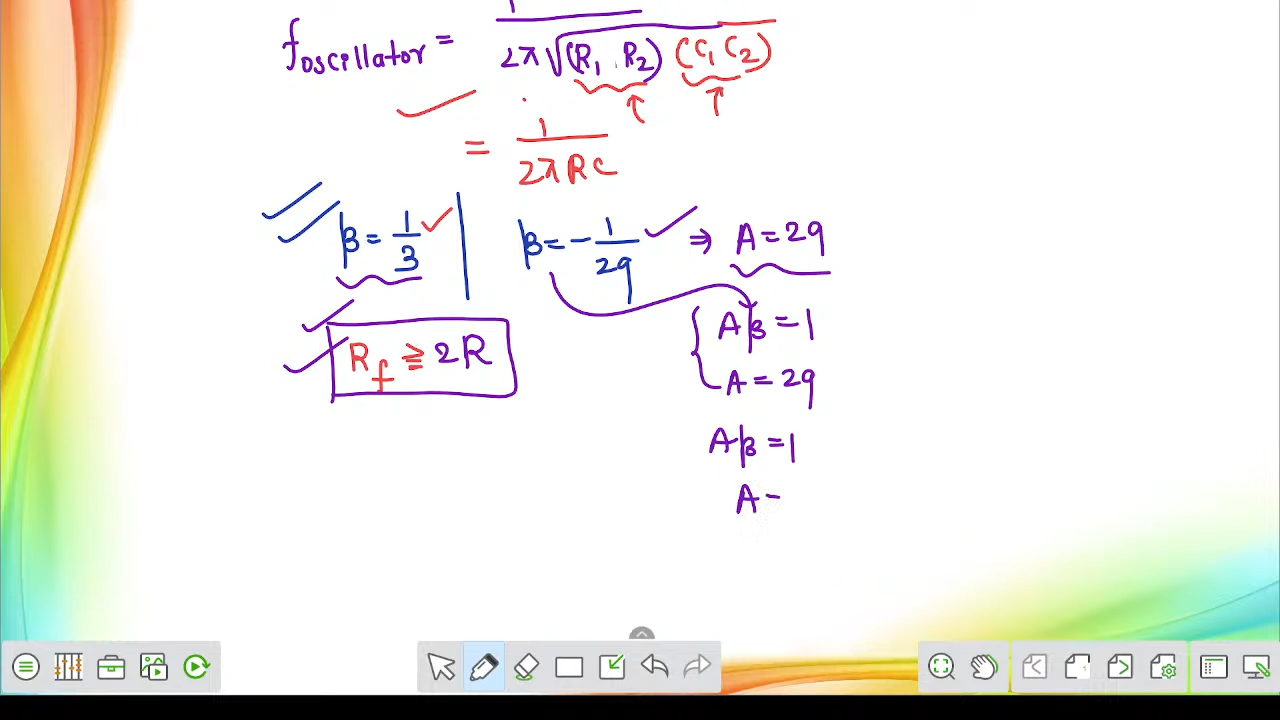 f_oscillator = 1 / 2π√(R₁ R₂) (C₁ C₂)
= 1 / 2πRC
β = 1/3 | β = - 1/29 ⇒ A = 29
Aβ = 1
R_f ≧ 2R
A = 29
Aβ = 1
A =